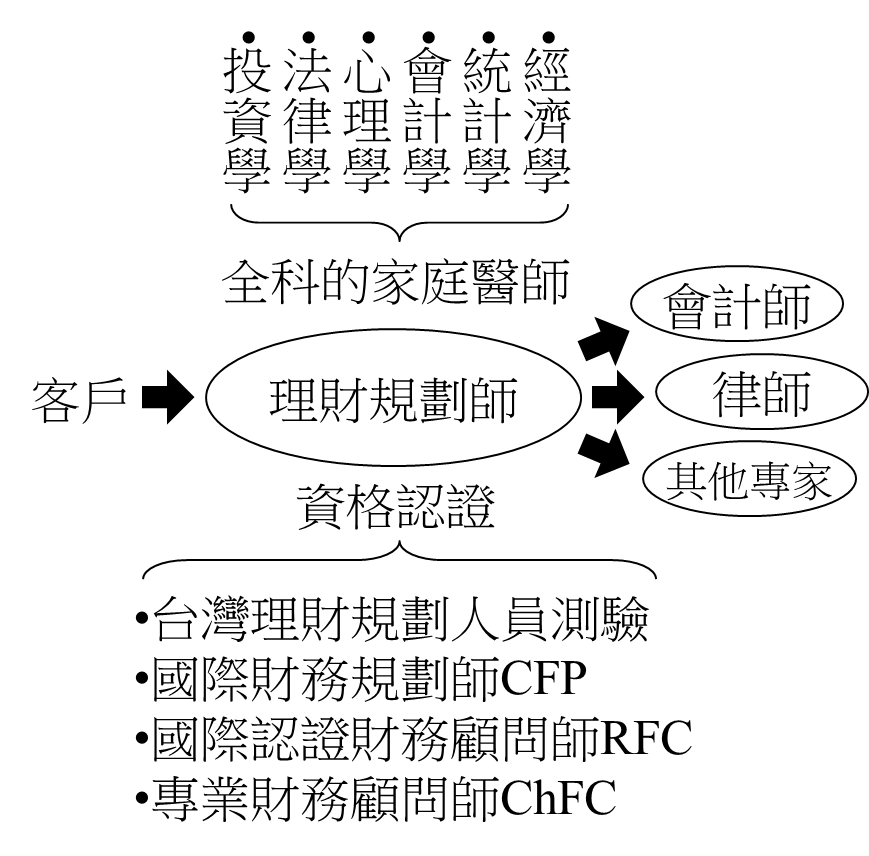 •投資學
•法律學
•心理學
•會計學
•統計學
•經濟學
全科的家庭醫師
客戶
理財規劃師
會計師
律師
其他專家
資格認證
•台灣理財規劃人員測驗
•國際財務規劃師CFP
•國際認證財務顧問師RFC
•專業財務顧問師ChFC